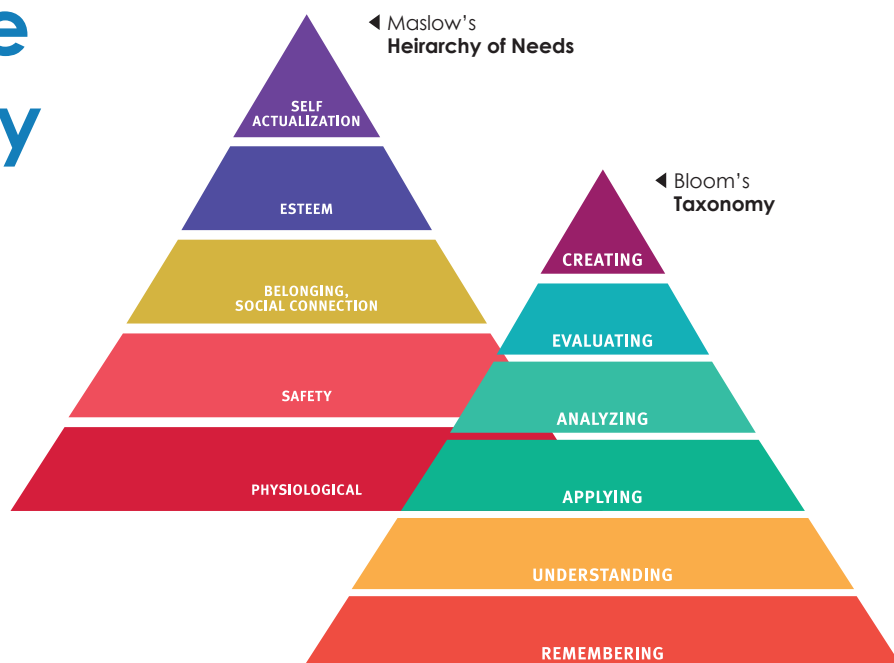 e
y
Maslow's
Heirarchy of Needs
SELF
ACTUALIZATION
ESTEEM
BELONGING,
SOCIAL CONNECTION
SAFETY
PHYSIOLOGICAL
Bloom's
Taxonomy
CREATING
EVALUATING
ANALYZING
APPLYING
UNDERSTANDING
REMEMBERING